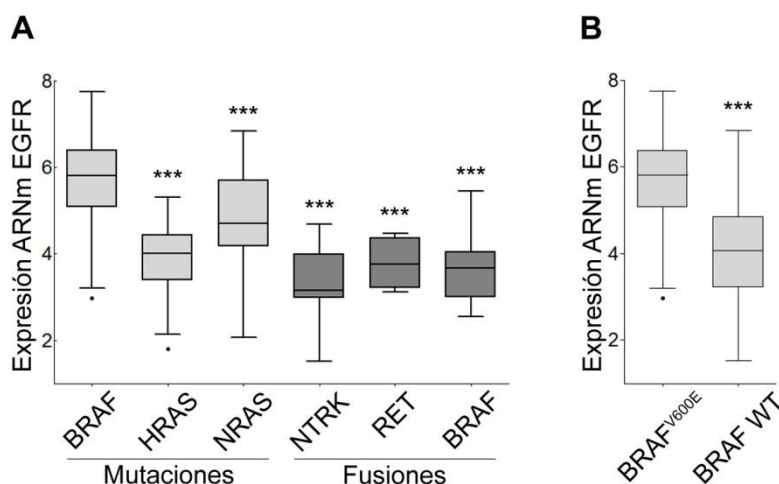 A
Expresión ARNm EGFR
8
6
4
2
***
***
***
***
***
BRAF
HRAS
NRAS
NTRK
RET
BRAF
Mutaciones
Fusiones
B
Expresión ARNm EGFR
8
6
4
2
***
BRAFV600E
BRAF WT